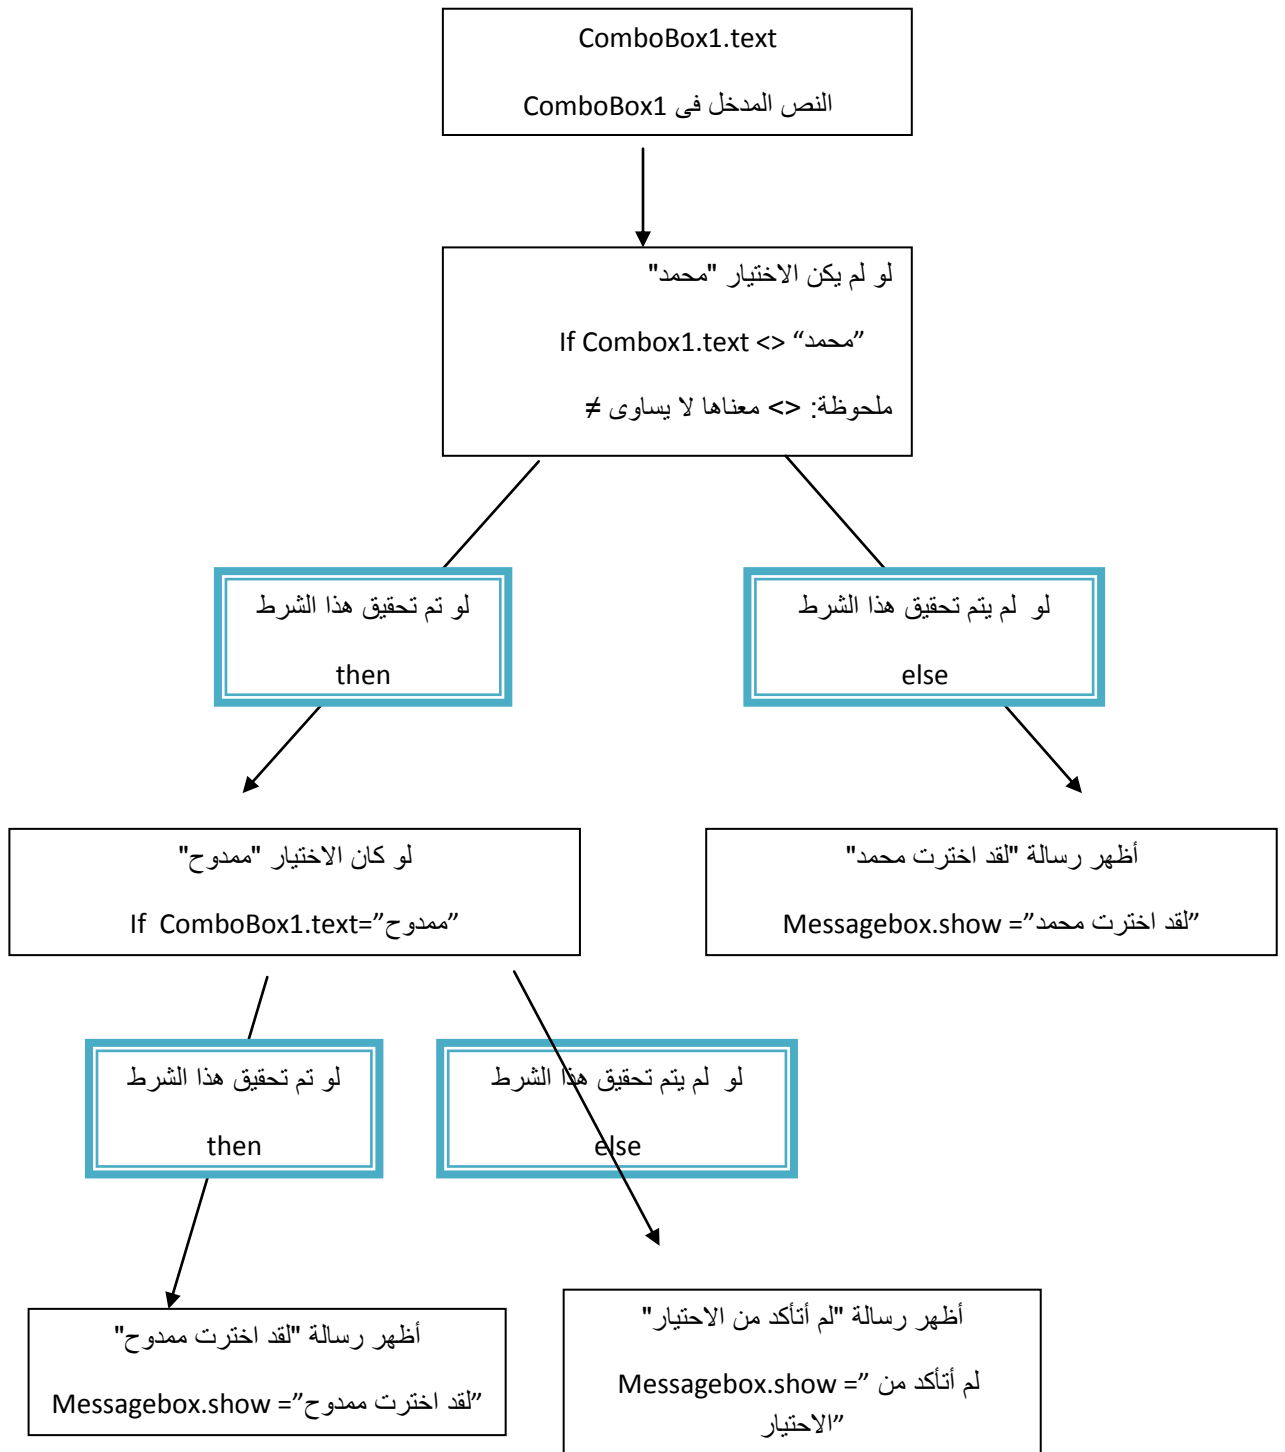 ComboBox1.text
النص المدخل فى ComboBox1
لو لم يكن الاختيار "محمد"
If Combox1.text <> “محمد”
ملحوظة: <> معناها لا يساوى ≠
لو تم تحقيق هذا الشرط
then
لو لم يتم تحقيق هذا الشرط
else
لو كان الاختيار "ممدوح"
If ComboBox1.text=”ممدوح”
أظهر رسالة "لقد اخترت محمد"
Messagebox.show =”لقد اخترت محمد”
لو تم تحقيق هذا الشرط
then
لو لم يتم تحقيق هذا الشرط
else
أظهر رسالة "لقد اخترت ممدوح"
Messagebox.show =”لقد اخترت ممدوح”
أظهر رسالة "لم أتأكد من الاحتيار"
Messagebox.show =” لم أتأكد من
الاحتيار”